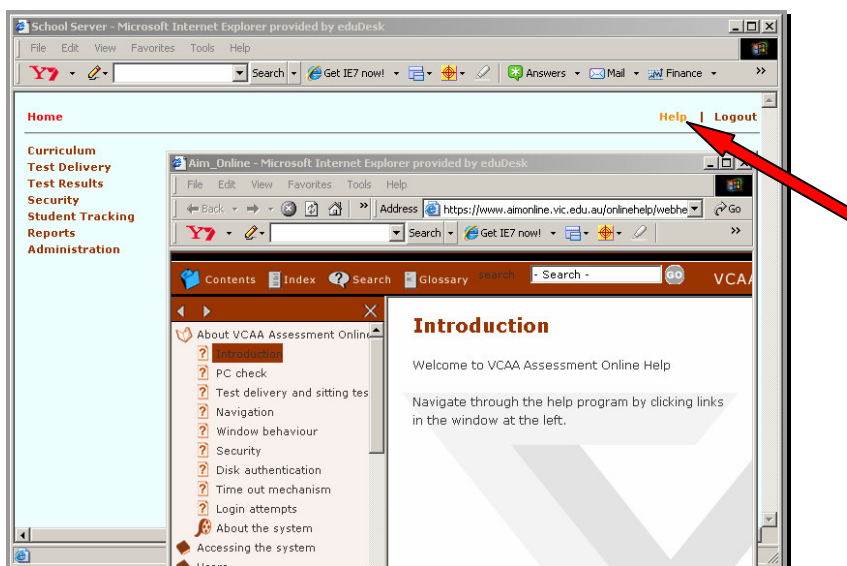 School Server - Microsoft Internet Explorer provided by eduDesk
File Edit View Favorites Tools Help
Search Get IE7 now! Answers Mail Finance »
Home Help | Logout
Curriculum
Test Delivery
Test Results
Security
Student Tracking
Reports
Administration
Aim_Online - Microsoft Internet Explorer provided by eduDesk
File Edit View Favorites Tools Help
Back » Address https://www.aimonline.vic.edu.au/onlinehelp/webhe Go
Search Get IE7 now! »
Contents Index Search Glossary search - Search - GO VCAA
About VCAA Assessment Online
Introduction
PC check
Test delivery and sitting tes
Navigation
Window behaviour
Security
Disk authentication
Time out mechanism
Login attempts
About the system
Accessing the system
Users
Introduction
Welcome to VCAA Assessment Online Help
Navigate through the help program by clicking links
in the window at the left.